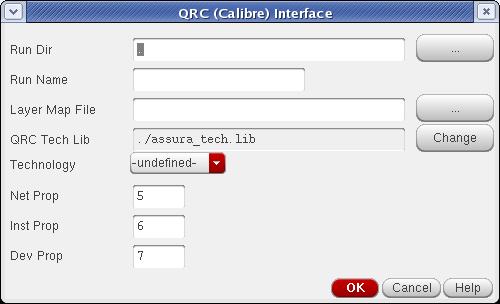 QRC (Calibre) Interface
Run Dir . ...
Run Name
Layer Map File ...
QRC Tech Lib ./assura_tech.lib Change
Technology -undefined-
Net Prop 5
Inst Prop 6
Dev Prop 7
OK Cancel Help